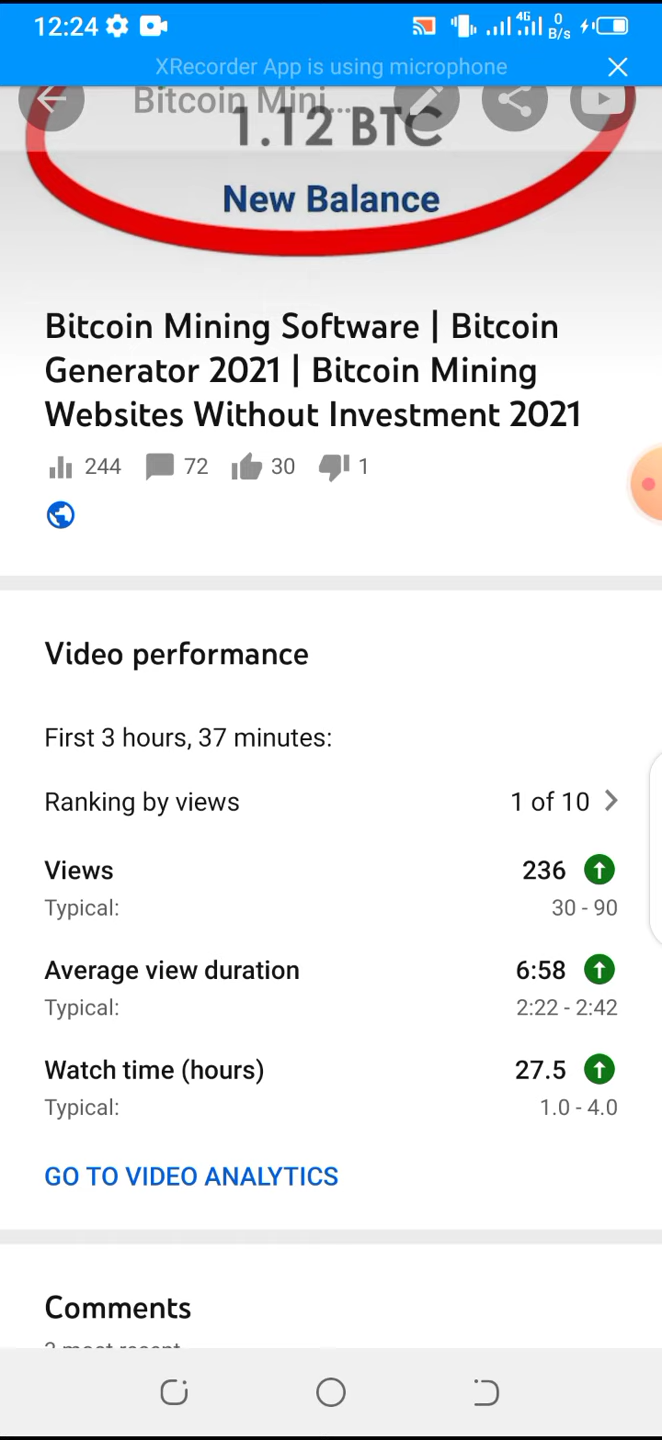 12:24 4G 0 B/s
XRecorder App is using microphone
Bitcoin Mini...
1.12 BTC
New Balance
Bitcoin Mining Software | Bitcoin
Generator 2021 | Bitcoin Mining
Websites Without Investment 2021
244 72 30 1
Video performance
First 3 hours, 37 minutes:
Ranking by views 1 of 10
Views 236
Typical: 30 - 90
Average view duration 6:58
Typical: 2:22 - 2:42
Watch time (hours) 27.5
Typical: 1.0 - 4.0
GO TO VIDEO ANALYTICS
Comments